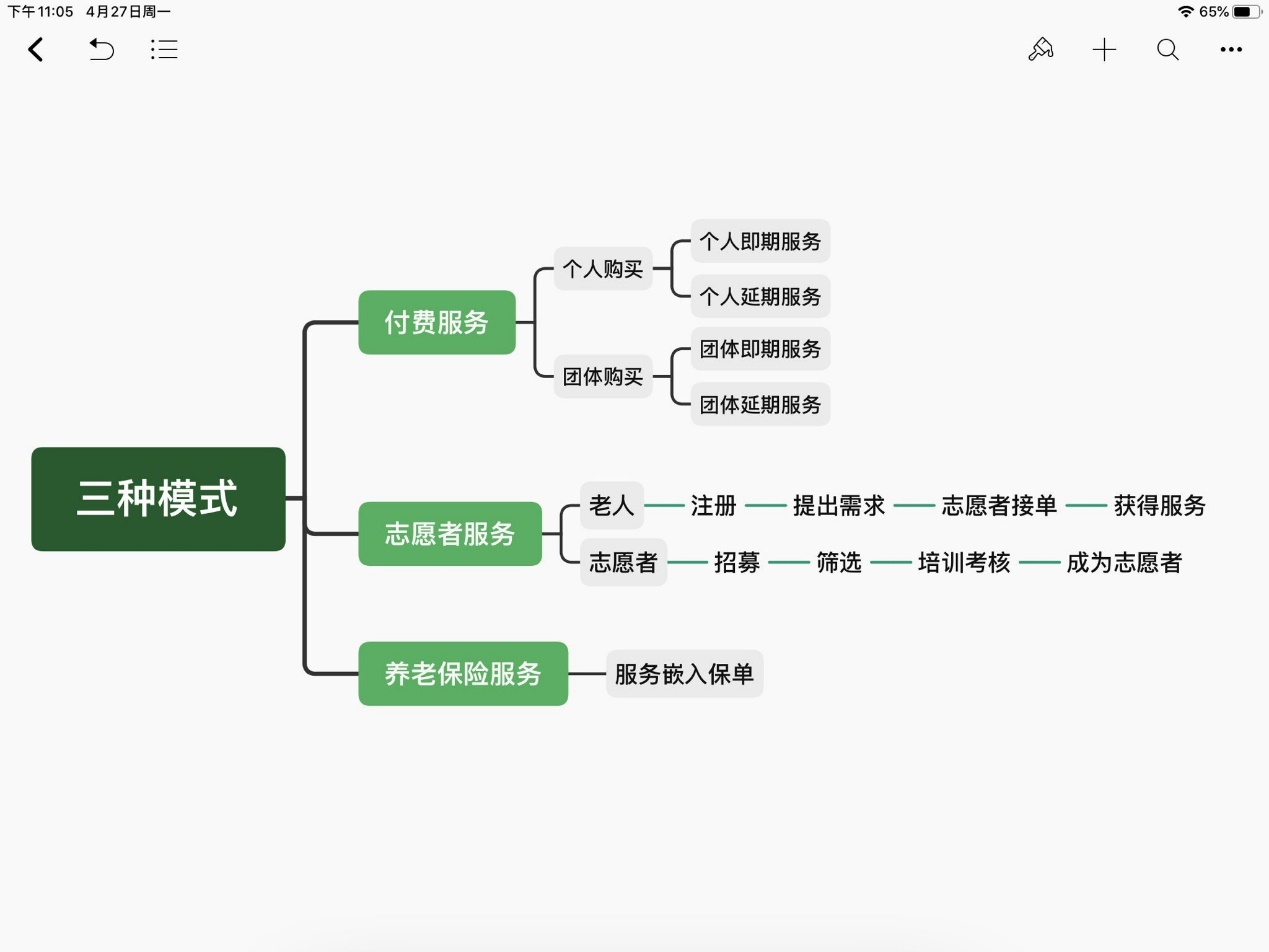 下午11:05 4月27日周一
65%
三种模式
付费服务
个人购买
个人即期服务
个人延期服务
团体购买
团体即期服务
团体延期服务
志愿者服务
老人 注册 提出需求 志愿者接单 获得服务
志愿者 招募 筛选 培训考核 成为志愿者
养老保险服务
服务嵌入保单